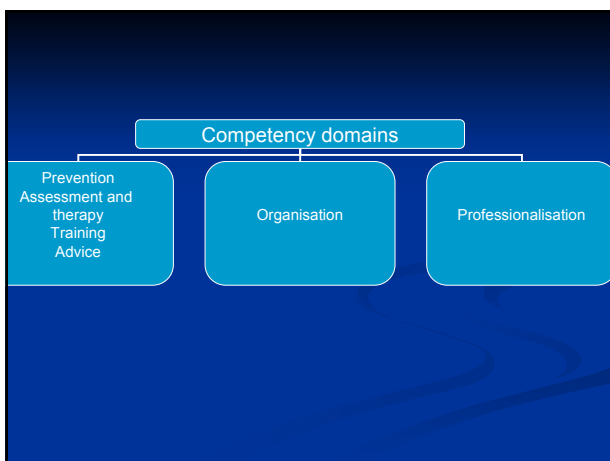 Competency domains
Prevention
Assessment and
therapy
Training
Advice
Organisation
Professionalisation